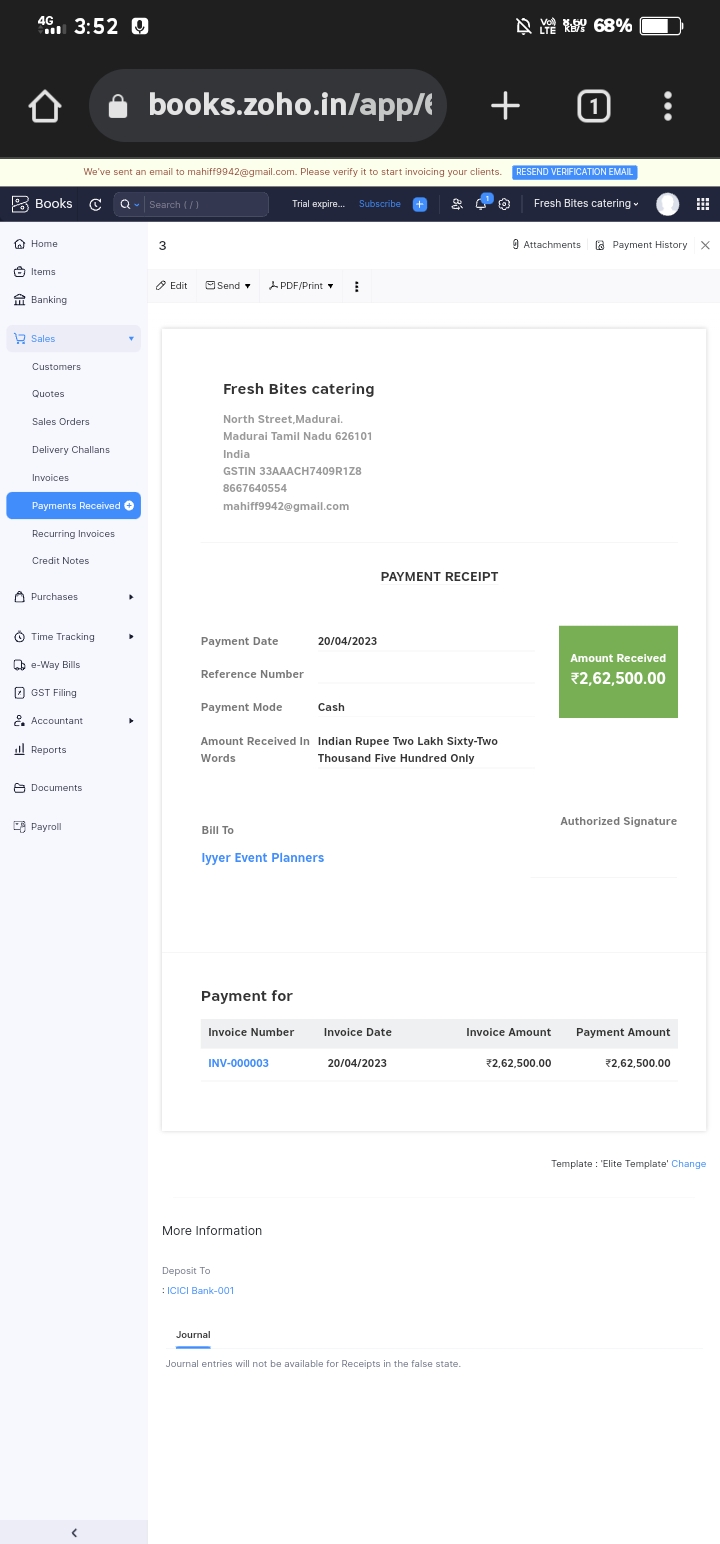 4G 3:52 Vo) LTE 8.60 KB/s 68%
books.zoho.in/app/6
1
We've sent an email to mahiff9942@gmail.com. Please verify it to start invoicing your clients. RESEND VERIFICATION EMAIL
Books Search ( / ) Trial expire... Subscribe 1 Fresh Bites catering
Home
Items
Banking
Sales
Customers
Quotes
Sales Orders
Delivery Challans
Invoices
Payments Received
Recurring Invoices
Credit Notes
Purchases
Time Tracking
e-Way Bills
GST Filing
Accountant
Reports
Documents
Payroll
3 Attachments Payment History
Edit Send PDF/Print
Fresh Bites catering
North Street,Madurai.
Madurai Tamil Nadu 626101
India
GSTIN 33AAACH7409R1Z8
8667640554
mahiff9942@gmail.com
PAYMENT RECEIPT
Payment Date 20/04/2023
Reference Number
Payment Mode Cash
Amount Received In Words Indian Rupee Two Lakh Sixty-Two Thousand Five Hundred Only
Amount Received
₹2,62,500.00
Bill To
Iyyer Event Planners
Authorized Signature
Payment for
Invoice Number Invoice Date Invoice Amount Payment Amount
INV-000003 20/04/2023 ₹2,62,500.00 ₹2,62,500.00
Template : 'Elite Template' Change
More Information
Deposit To
: ICICI Bank-001
Journal
Journal entries will not be available for Receipts in the false state.